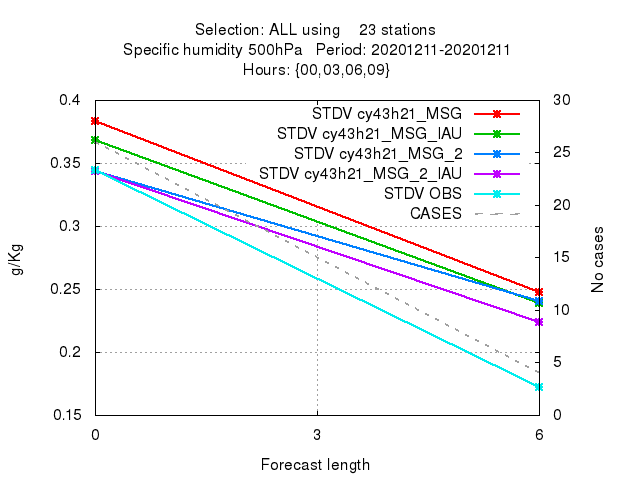 Selection: ALL using 23 stations
Specific humidity 500hPa Period: 20201211-20201211
Hours: {00,03,06,09}
STDV cy43h21_MSG
STDV cy43h21_MSG_IAU
STDV cy43h21_MSG_2
STDV cy43h21_MSG_2_IAU
STDV OBS
CASES
g/Kg
0.4
0.35
0.3
0.25
0.2
0.15
30
25
20
15
10
5
0
No cases
0 3 6
Forecast length